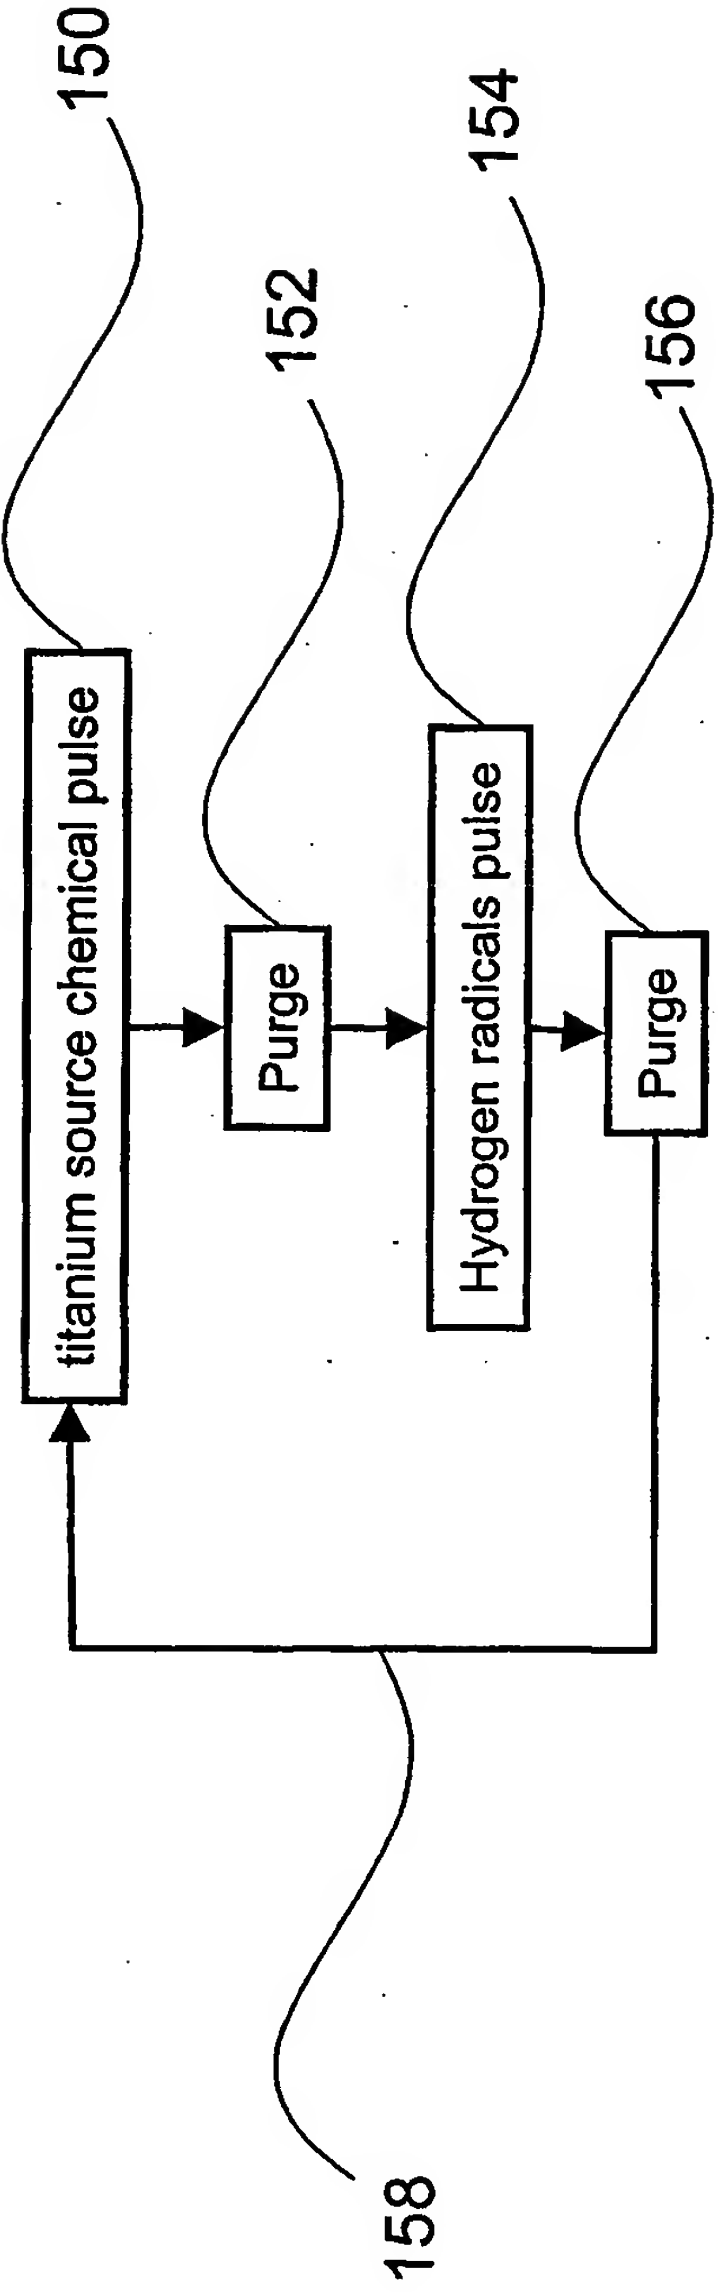 titanium source chemical pulse
150
Purge
152
Hydrogen radicals pulse
154
Purge
156
158